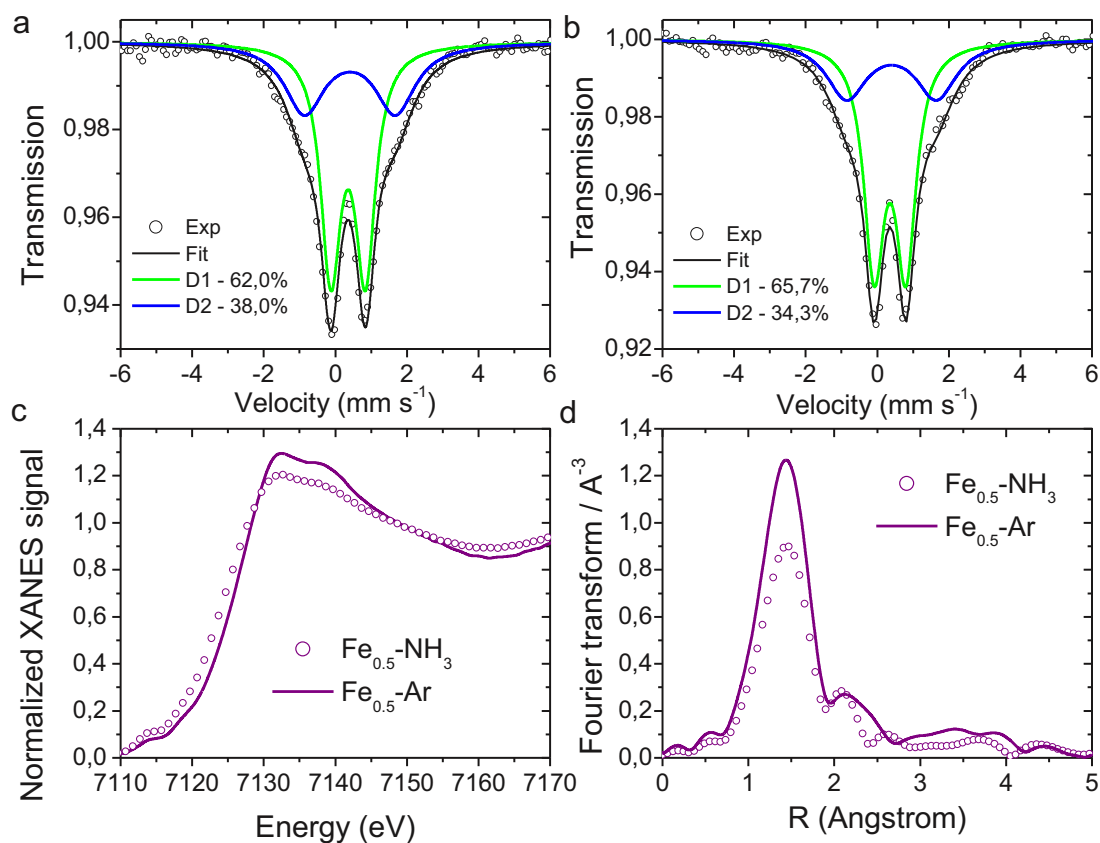 a
1,00
0,98
0,96
0,94
Transmission
Exp
Fit
D1 - 62,0%
D2 - 38,0%
-6 -4 -2 0 2 4 6
Velocity (mm s⁻¹)
b
1,00
0,98
0,96
0,94
0,92
Transmission
Exp
Fit
D1 - 65,7%
D2 - 34,3%
-6 -4 -2 0 2 4 6
Velocity (mm s⁻¹)
c
1,4
1,2
1,0
0,8
0,6
0,4
0,2
0,0
Normalized XANES signal
Fe₀.₅-NH₃
Fe₀.₅-Ar
7110 7120 7130 7140 7150 7160 7170
Energy (eV)
d
1,4
1,2
1,0
0,8
0,6
0,4
0,2
0,0
Fourier transform / A⁻³
Fe₀.₅-NH₃
Fe₀.₅-Ar
0 1 2 3 4 5
R (Angstrom)